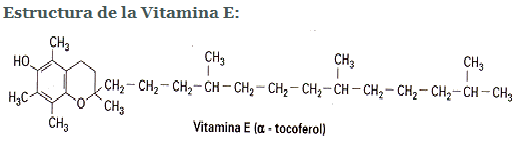 Estructura de la Vitamina E:
CH₃ CH₃ CH₃ CH₃
HO
CH₂-CH₂-CH₂-CH-CH₂-CH₂-CH₂-CH-CH₂-CH₂-CH₂-CH-CH₃
H₃C O CH₃
CH₃
Vitamina E (α - tocoferol)